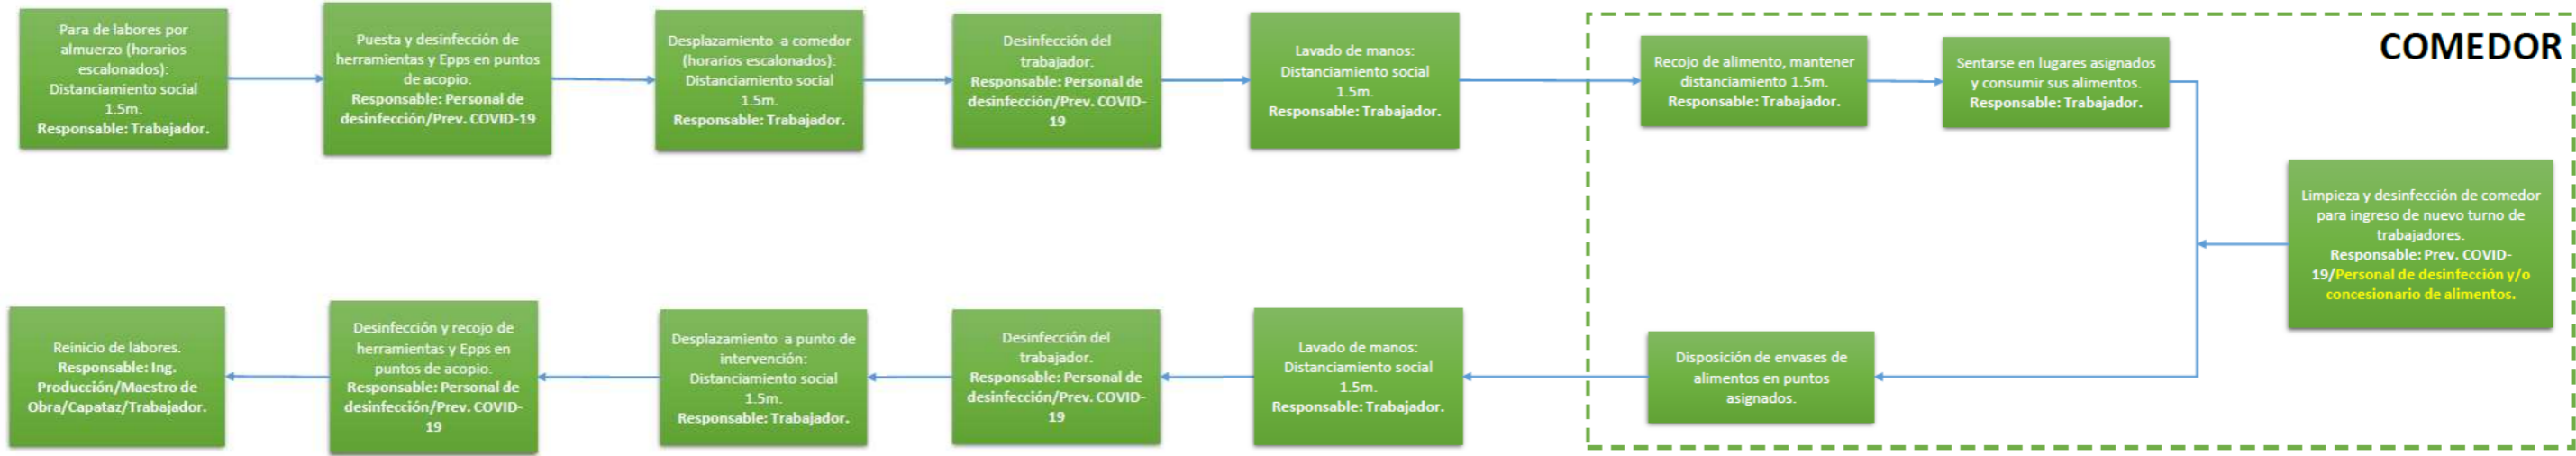 Para de labores por
almuerzo (horarios
escalonados):
Distanciamiento social
1.5m.
Responsable: Trabajador.
Puesta y desinfección de
herramientas y Epps en puntos
de acopio.
Responsable: Personal de
desinfección/Prev. COVID-19
Desplazamiento a comedor
(horarios escalonados):
Distanciamiento social
1.5m.
Responsable: Trabajador.
Desinfección del
trabajador.
Responsable: Personal de
desinfección/Prev. COVID-
19
Lavado de manos:
Distanciamiento social
1.5m.
Responsable: Trabajador.
COMEDOR
Recojo de alimento, mantener
distanciamiento 1.5m.
Responsable: Trabajador.
Sentarse en lugares asignados
y consumir sus alimentos.
Responsable: Trabajador.
Limpieza y desinfección de comedor
para ingreso de nuevo turno de
trabajadores.
Responsable: Prev. COVID-
19/Personal de desinfección y/o
concesionario de alimentos.
Disposición de envases de
alimentos en puntos
asignados.
Lavado de manos:
Distanciamiento social
1.5m.
Responsable: Trabajador.
Desinfección del
trabajador.
Responsable: Personal de
desinfección/Prev. COVID-
19
Desplazamiento a punto de
intervención:
Distanciamiento social
1.5m.
Responsable: Trabajador.
Desinfección y recojo de
herramientas y Epps en
puntos de acopio.
Responsable: Personal de
desinfección/Prev. COVID-
19
Reinicio de labores.
Responsable: Ing.
Producción/Maestro de
Obra/Capataz/Trabajador.